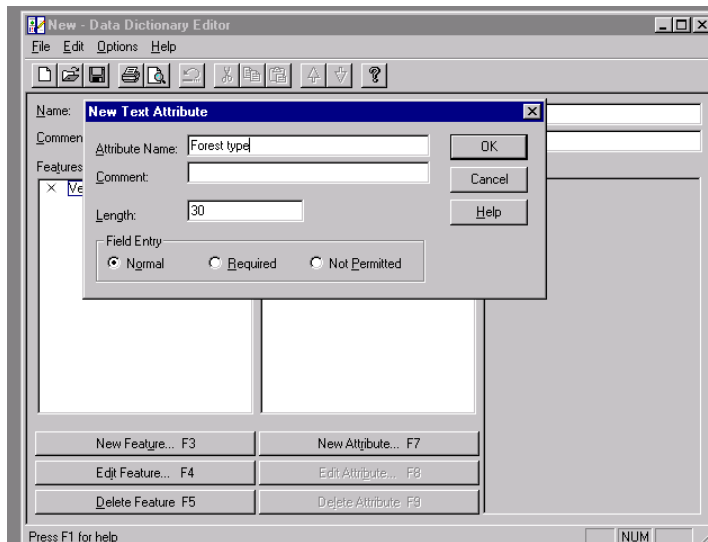 New - Data Dictionary Editor
File Edit Options Help
Name:
New Text Attribute
Attribute Name: Forest type
OK
Comment:
Cancel
Length: 30
Help
Field Entry
Normal Required Not Permitted
Features
New Feature... F3 New Attribute... F7
Edit Feature... F4 Edit Attribute... F8
Delete Feature F5 Delete Attribute F9
Press F1 for help NUM